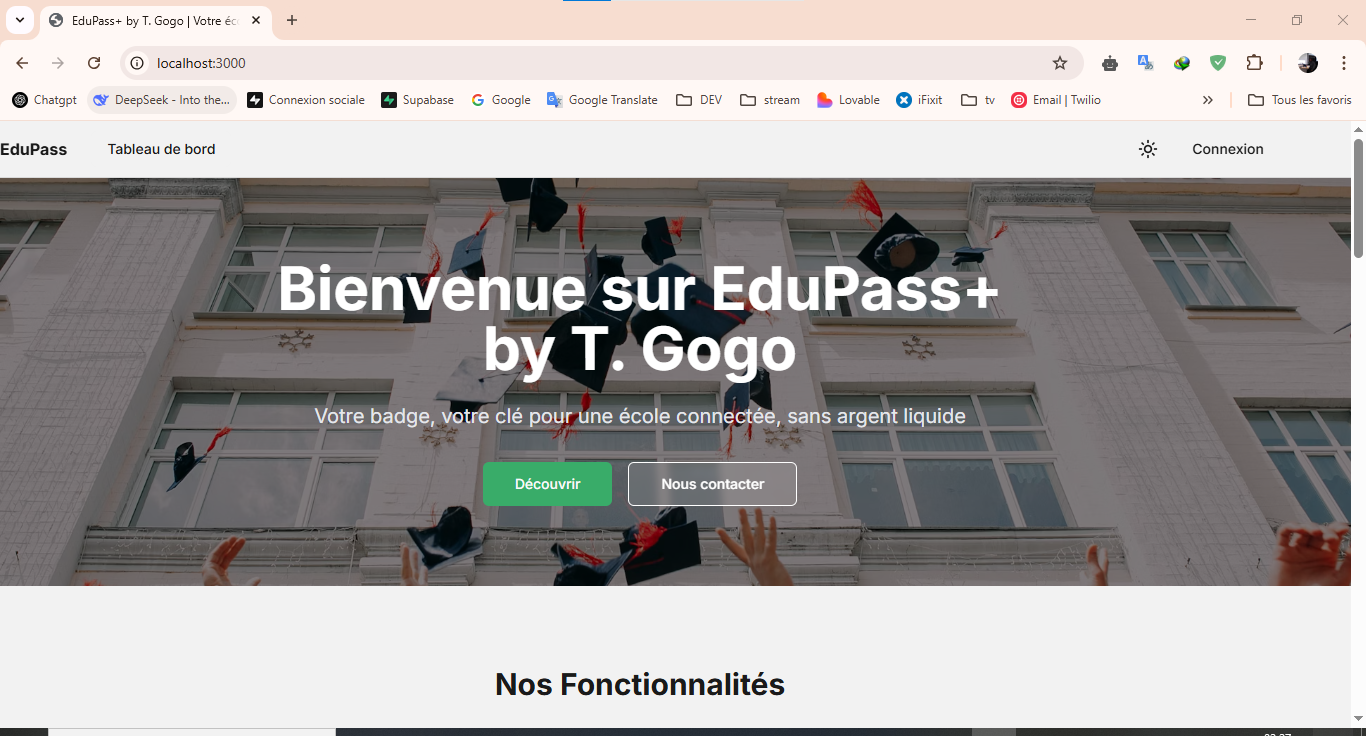 EduPass+ by T. Gogo | Votre éc
localhost:3000
Chatgpt
DeepSeek - Into the...
Connexion sociale
Supabase
Google
Google Translate
DEV
stream
Lovable
iFixit
tv
Email | Twilio
Tous les favoris
EduPass
Tableau de bord
Connexion
Bienvenue sur EduPass+
by T. Gogo
Votre badge, votre clé pour une école connectée, sans argent liquide
Découvrir
Nous contacter
Nos Fonctionnalités